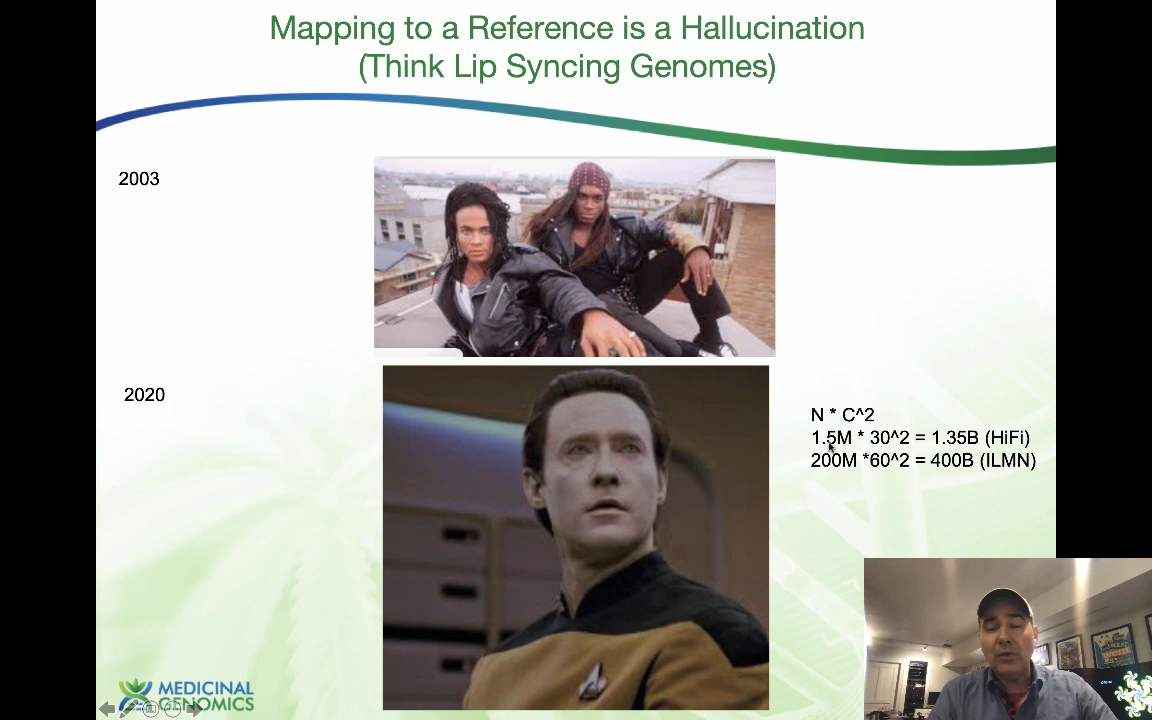 Mapping to a Reference is a Hallucination
(Think Lip Syncing Genomes)
2003
2020
N * C^2
1.5M * 30^2 = 1.35B (HiFi)
200M *60^2 = 400B (ILMN)
MEDICINAL
GENOMICS